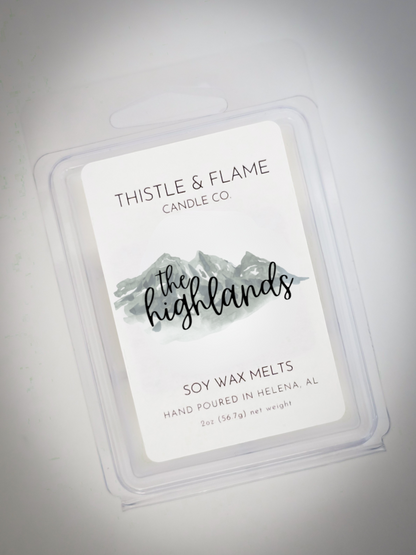 THISTLE & FLAME
CANDLE CO.
the
highlands
SOY WAX MELTS
HAND POURED IN HELENA, AL
2oz (56.7g) net weight